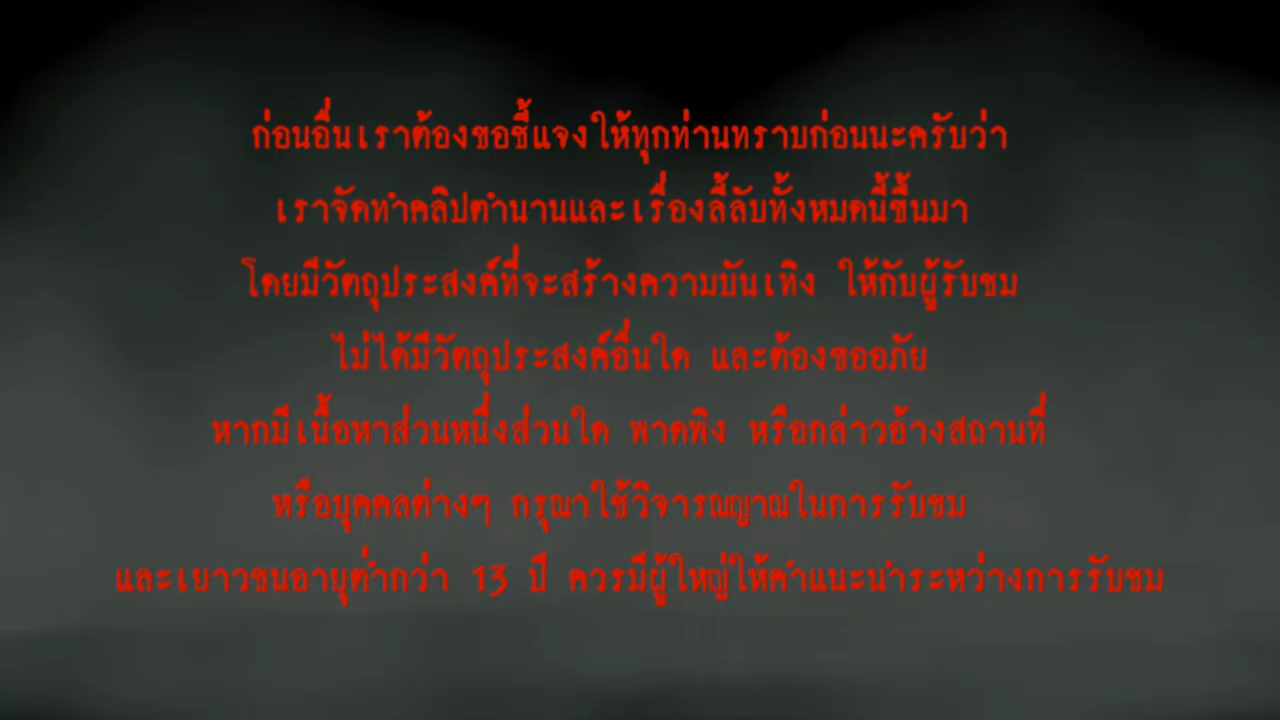 ก่อนอื่นเราต้องขอชี้แจงให้ทุกท่านทราบก่อนนะครับว่า
เราจัดทำคลิปตำนานและเรื่องลี้ลับทั้งหมดนี้ขึ้นมา
โดยมีวัตถุประสงค์ที่จะสร้างความบันเทิง ให้กับผู้รับชม
ไม่ได้มีวัตถุประสงค์อื่นใด และต้องขออภัย
หากมีเนื้อหาส่วนหนึ่งส่วนใด พาดพิง หรือกล่าวอ้างสถานที่
หรือบุคคลต่างๆ กรุณาใช้วิจารณญาณในการรับชม
และเยาวชนอายุต่ำกว่า 13 ปี ควรมีผู้ใหญ่ให้คำแนะนำระหว่างการรับชม